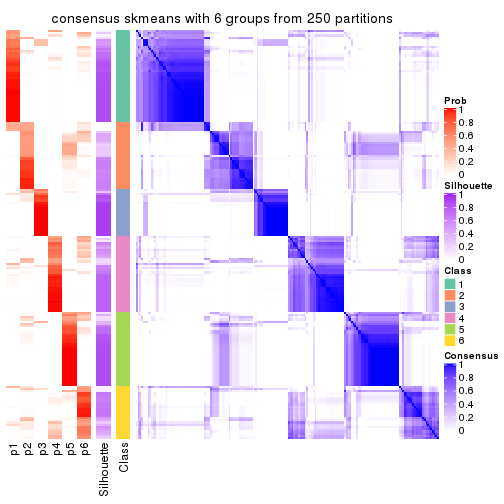 consensus skmeans with 6 groups from 250 partitions
Prob
1
0.8
0.6
0.4
0.2
0
Silhouette
1
0.8
0.6
0.4
0.2
0
Class
1
2
3
4
5
6
Consensus
1
0.8
0.6
0.4
0.2
0
p1
p2
p3
p4
p5
p6
Silhouette
Class